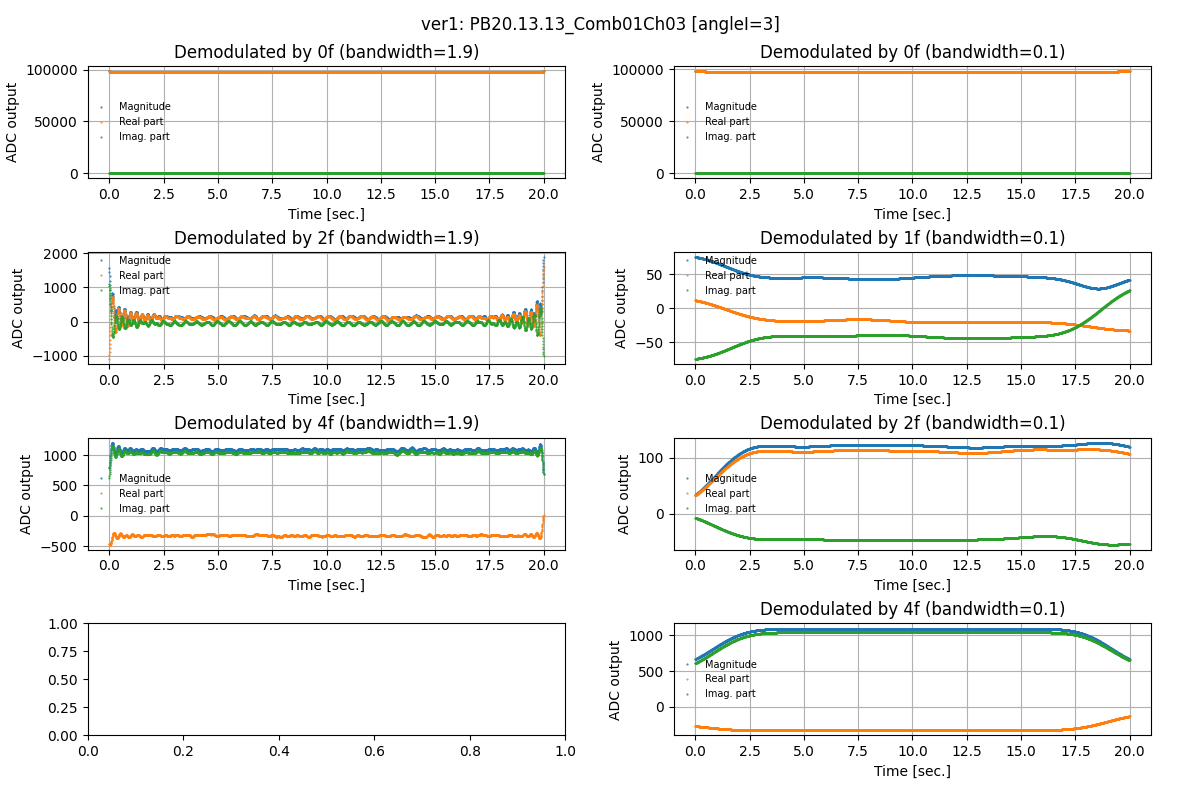 ver1: PB20.13.13_Comb01Ch03 [angleI=3]
Demodulated by 0f (bandwidth=1.9)
100000
50000
0
ADC output
Magnitude
Real part
Imag. part
0.0 2.5 5.0 7.5 10.0 12.5 15.0 17.5 20.0
Time [sec.]
Demodulated by 0f (bandwidth=0.1)
100000
50000
0
ADC output
Magnitude
Real part
Imag. part
0.0 2.5 5.0 7.5 10.0 12.5 15.0 17.5 20.0
Time [sec.]
Demodulated by 2f (bandwidth=1.9)
2000
1000
0
−1000
ADC output
Magnitude
Real part
Imag. part
0.0 2.5 5.0 7.5 10.0 12.5 15.0 17.5 20.0
Time [sec.]
Demodulated by 1f (bandwidth=0.1)
50
0
−50
ADC output
Magnitude
Real part
Imag. part
0.0 2.5 5.0 7.5 10.0 12.5 15.0 17.5 20.0
Time [sec.]
Demodulated by 4f (bandwidth=1.9)
1000
500
0
−500
ADC output
Magnitude
Real part
Imag. part
0.0 2.5 5.0 7.5 10.0 12.5 15.0 17.5 20.0
Time [sec.]
Demodulated by 2f (bandwidth=0.1)
100
0
ADC output
Magnitude
Real part
Imag. part
0.0 2.5 5.0 7.5 10.0 12.5 15.0 17.5 20.0
Time [sec.]
1.00
0.75
0.50
0.25
0.00
0.0 0.2 0.4 0.6 0.8 1.0
Demodulated by 4f (bandwidth=0.1)
1000
500
0
ADC output
Magnitude
Real part
Imag. part
0.0 2.5 5.0 7.5 10.0 12.5 15.0 17.5 20.0
Time [sec.]